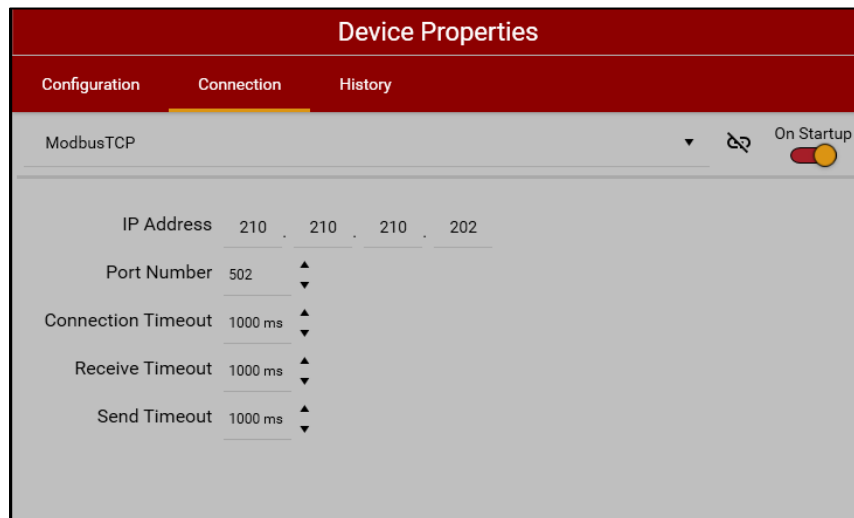 Device Properties
Configuration Connection History
ModbusTCP On Startup
IP Address 210 . 210 . 210 . 202
Port Number 502
Connection Timeout 1000 ms
Receive Timeout 1000 ms
Send Timeout 1000 ms